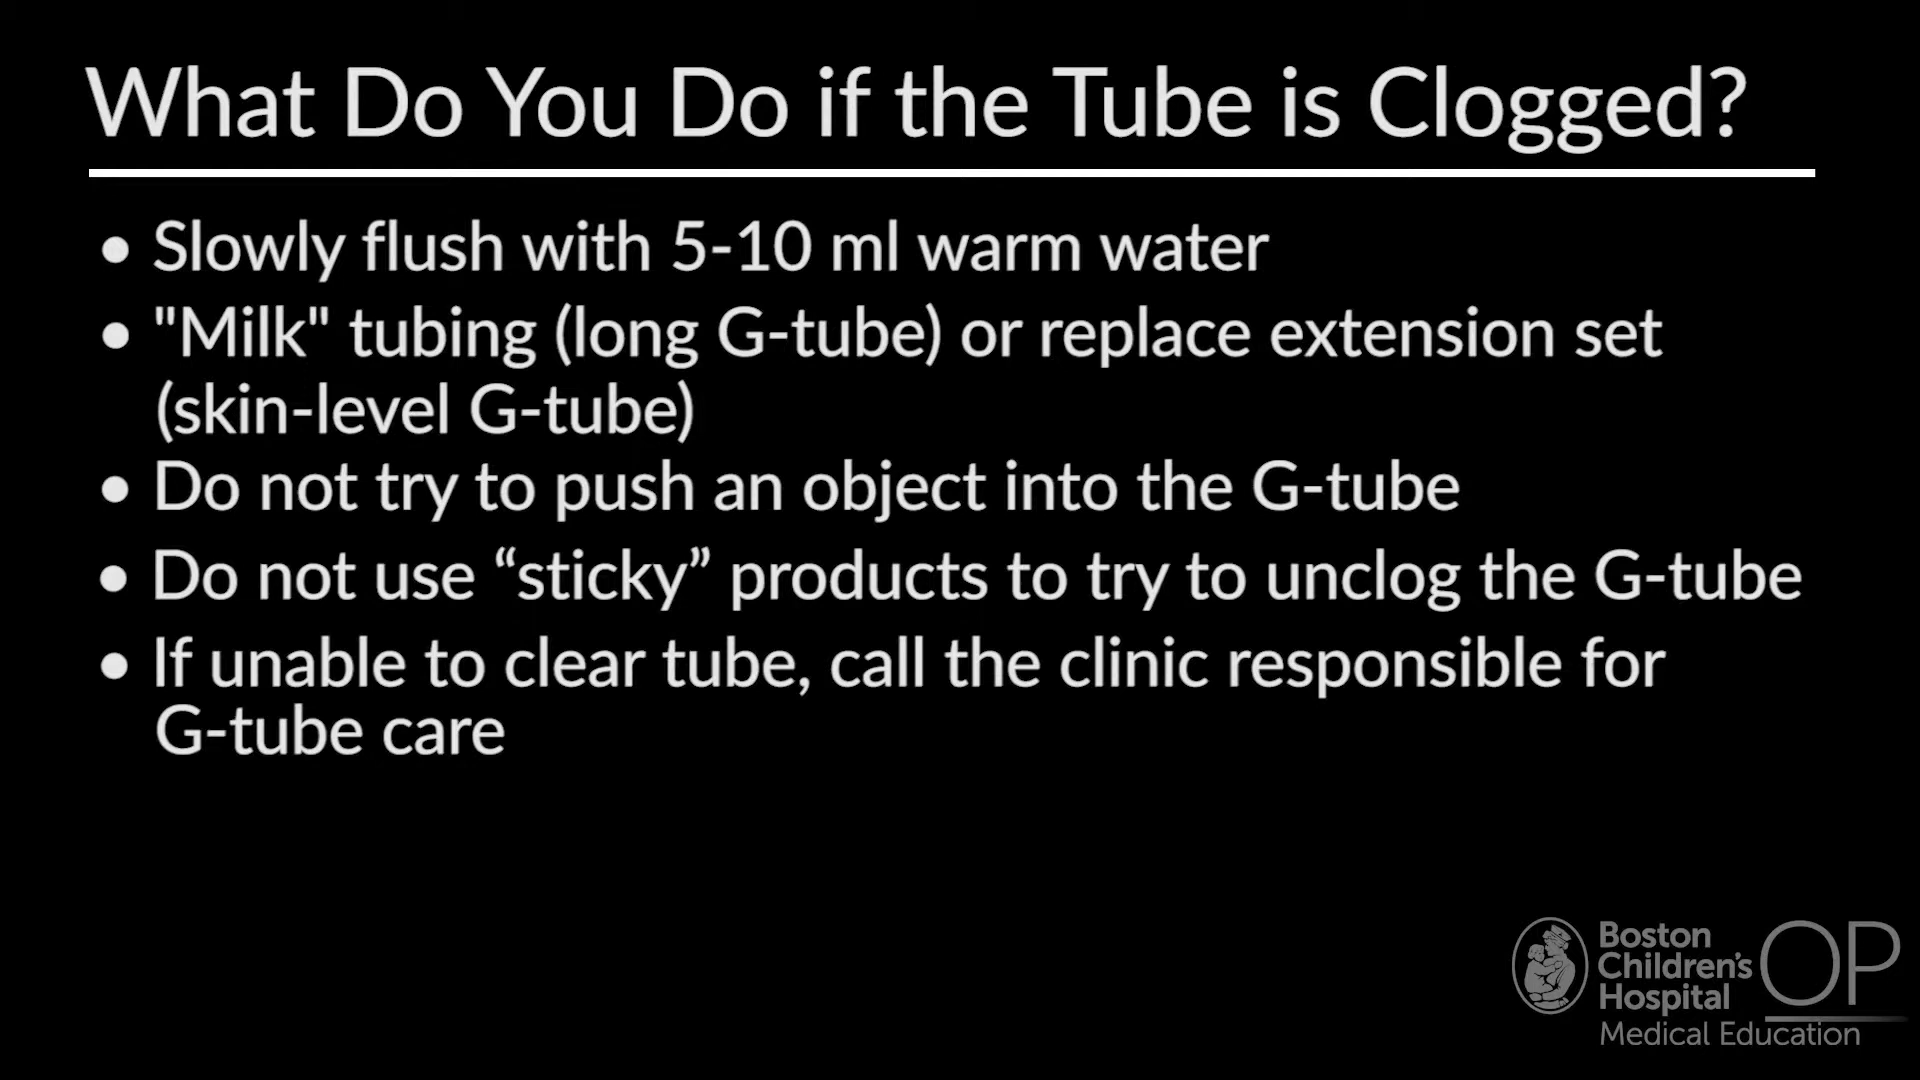 What Do You Do if the Tube is Clogged?
• Slowly flush with 5-10 ml warm water
• "Milk" tubing (long G-tube) or replace extension set
(skin-level G-tube)
• Do not try to push an object into the G-tube
• Do not use “sticky” products to try to unclog the G-tube
• If unable to clear tube, call the clinic responsible for
G-tube care
Boston
Children's
Hospital
OP
Medical Education